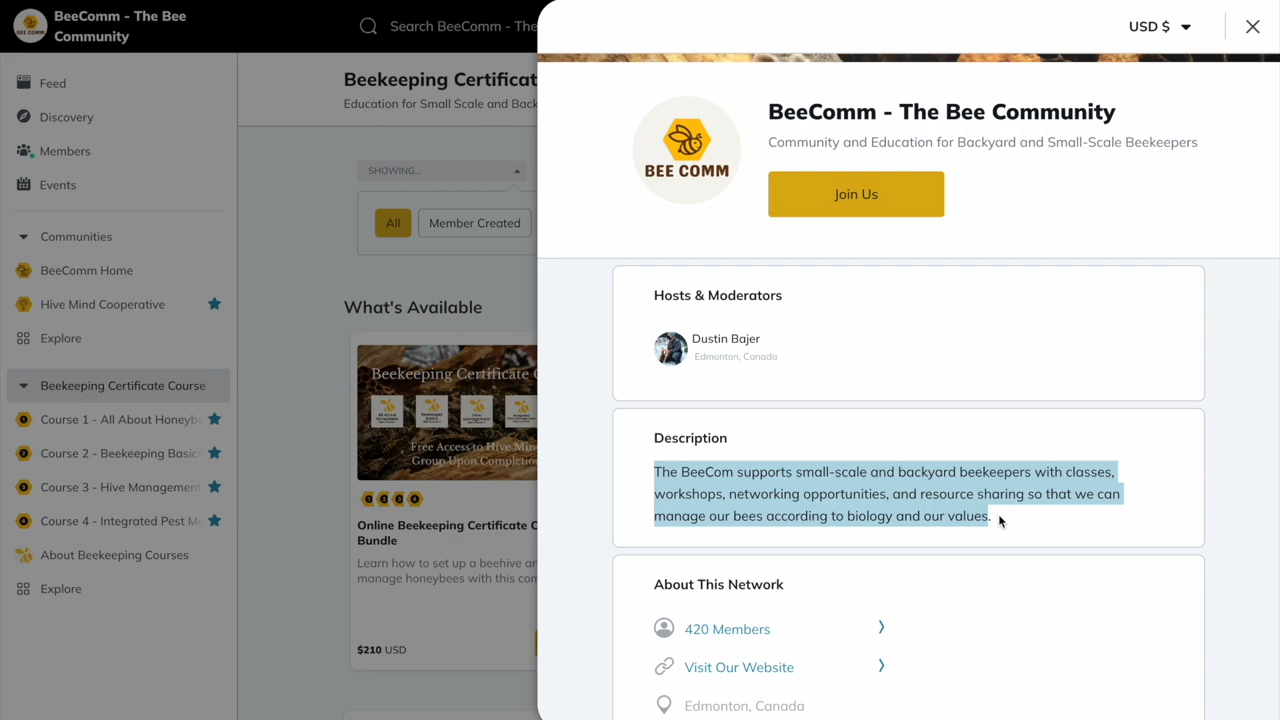 BeeComm - The Bee
Community
Search BeeComm - The
USD $
Feed
Discovery
Members
Events
Communities
BeeComm Home
Hive Mind Cooperative
Explore
Beekeeping Certificate Course
Course 1 - All About Honeyb
Course 2 - Beekeeping Basics
Course 3 - Hive Management
Course 4 - Integrated Pest M
About Beekeeping Courses
Explore
Beekeeping Certificat
Education for Small Scale and Back
SHOWING...
All
Member Created
What's Available
Beekeeping Certificate C
Free Access to Hive Mind
Group Upon Completio
Online Beekeeping Certificate C
Bundle
Learn how to set up a beehive an
manage honeybees with this com
$210 USD
BEE COMM
BeeComm - The Bee Community
Community and Education for Backyard and Small-Scale Beekeepers
Join Us
Hosts & Moderators
Dustin Bajer
Edmonton, Canada
Description
The BeeCom supports small-scale and backyard beekeepers with classes,
workshops, networking opportunities, and resource sharing so that we can
manage our bees according to biology and our values.
About This Network
420 Members
Visit Our Website
Edmonton, Canada